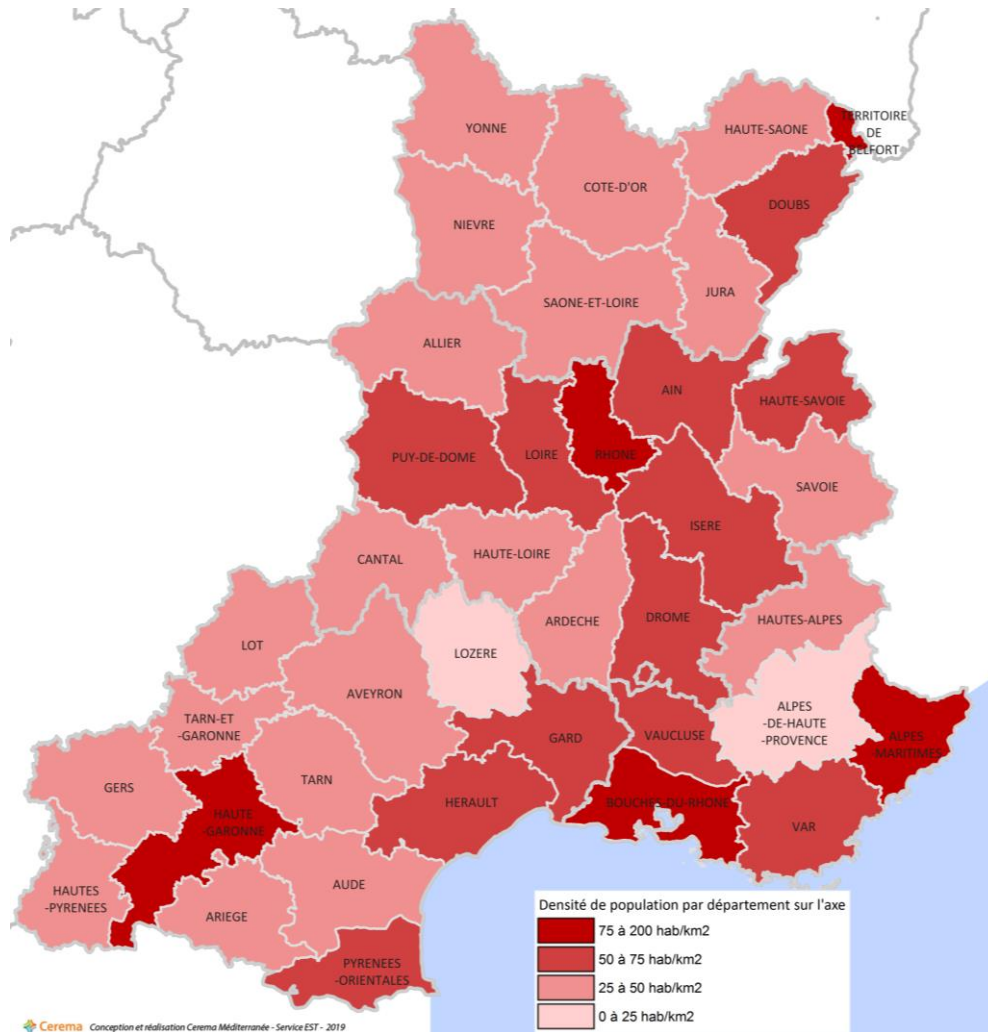 YONNE
HAUTE-SAONE
TERRITOIRE
DE
BELFORT
COTE-D'OR
DOUBS
NIEVRE
JURA
SAONE-ET-LOIRE
ALLIER
AIN
HAUTE-SAVOIE
PUY-DE-DOME
LOIRE
RHONE
SAVOIE
ISERE
CANTAL
HAUTE-LOIRE
ARDECHE
DROME
HAUTES-ALPES
LOT
LOZERE
AVEYRON
ALPES
-DE-HAUTE
-PROVENCE
TARN-ET
-GARONNE
GARD
VAUCLUSE
ALPES
-MARITIMES
GERS
TARN
HERAULT
BOUCHES-DU-RHONE
HAUTE
-GARONNE
VAR
HAUTES
-PYRENEES
AUDE
ARIEGE
PYRENEES
-ORIENTALES
Densité de population par département sur l'axe
75 à 200 hab/km2
50 à 75 hab/km2
25 à 50 hab/km2
0 à 25 hab/km2
Cerema Conception et réalisation Cerema Méditerranée - Service EST - 2019